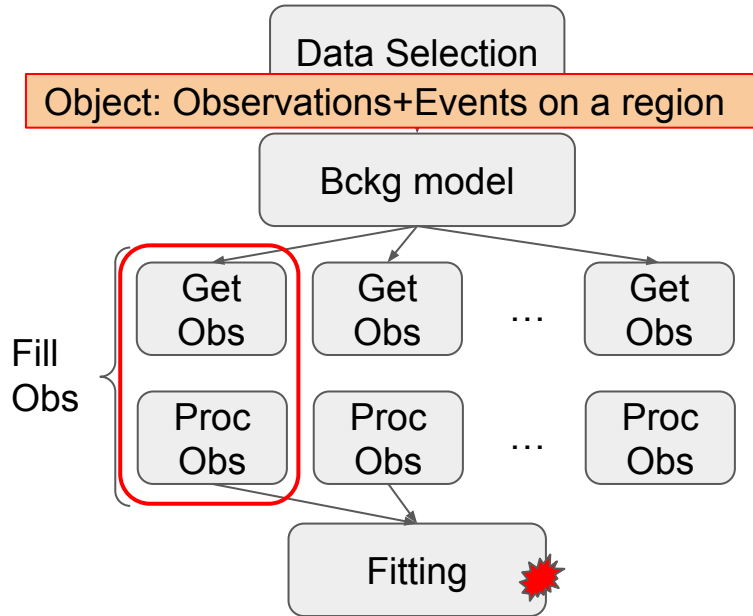 Data Selection
Object: Observations+Events on a region
Bckg model
Get
Obs
Get
Obs
...
Get
Obs
Fill
Obs
Proc
Obs
Proc
Obs
...
Proc
Obs
Fitting